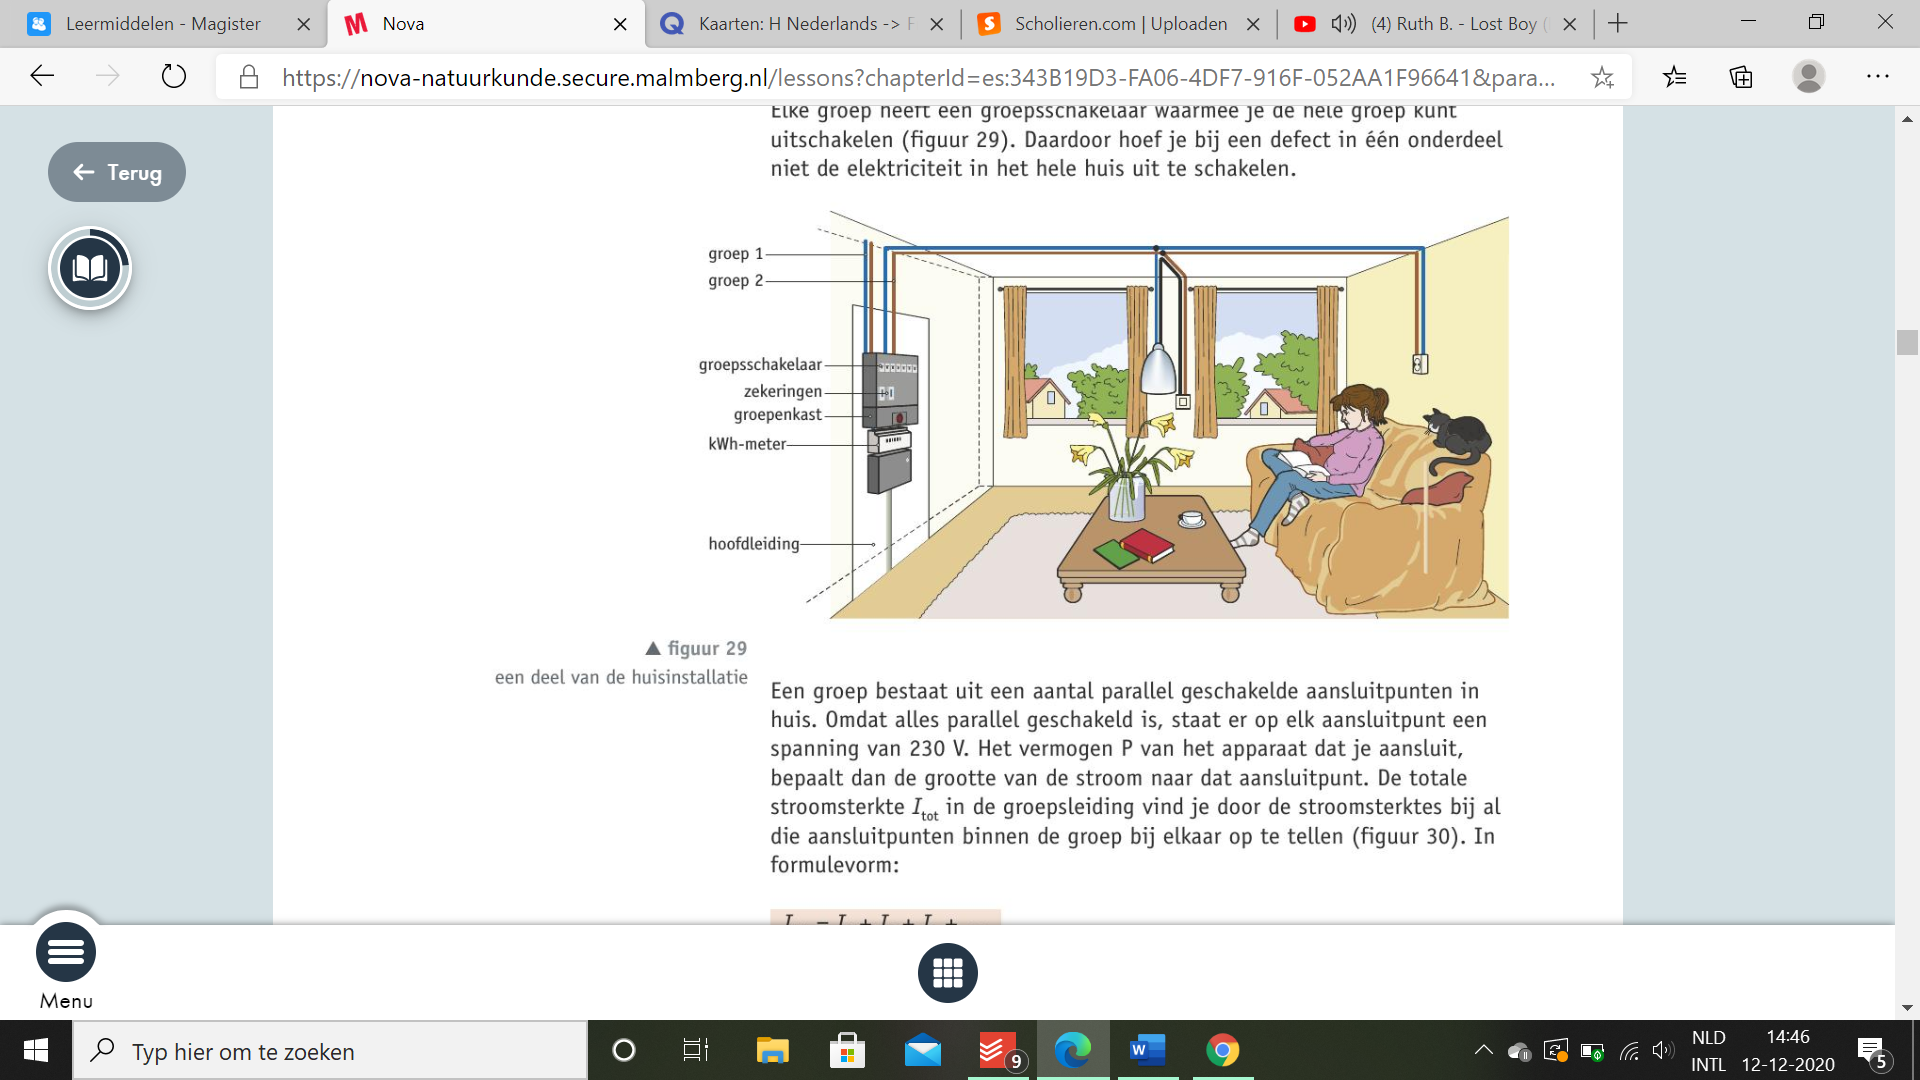 Leermiddelen - Magister
Nova
Kaarten: H Nederlands -> F
Scholieren.com | Uploaden
(4) Ruth B. - Lost Boy (
https://nova-natuurkunde.secure.malmberg.nl/lessons?chapterId=es:343B19D3-FA06-4DF7-916F-052AA1F96641&para...
Terug
Elke groep heeft een groepsschakelaar waarmee je de hele groep kunt
uitschakelen (figuur 29). Daardoor hoef je bij een defect in één onderdeel
niet de elektriciteit in het hele huis uit te schakelen.
groep 1
groep 2
groepsschakelaar
zekeringen
groepenkast
kWh-meter
hoofdleiding
▲ figuur 29
een deel van de huisinstallatie
Een groep bestaat uit een aantal parallel geschakelde aansluitpunten in
huis. Omdat alles parallel geschakeld is, staat er op elk aansluitpunt een
spanning van 230 V. Het vermogen P van het apparaat dat je aansluit,
bepaalt dan de grootte van de stroom naar dat aansluitpunt. De totale
stroomsterkte Itot in de groepsleiding vind je door de stroomsterktes bij al
die aansluitpunten binnen de groep bij elkaar op te tellen (figuur 30). In
formulevorm:
Menu
Typ hier om te zoeken
9
NLD
INTL
14:46
12-12-2020
5